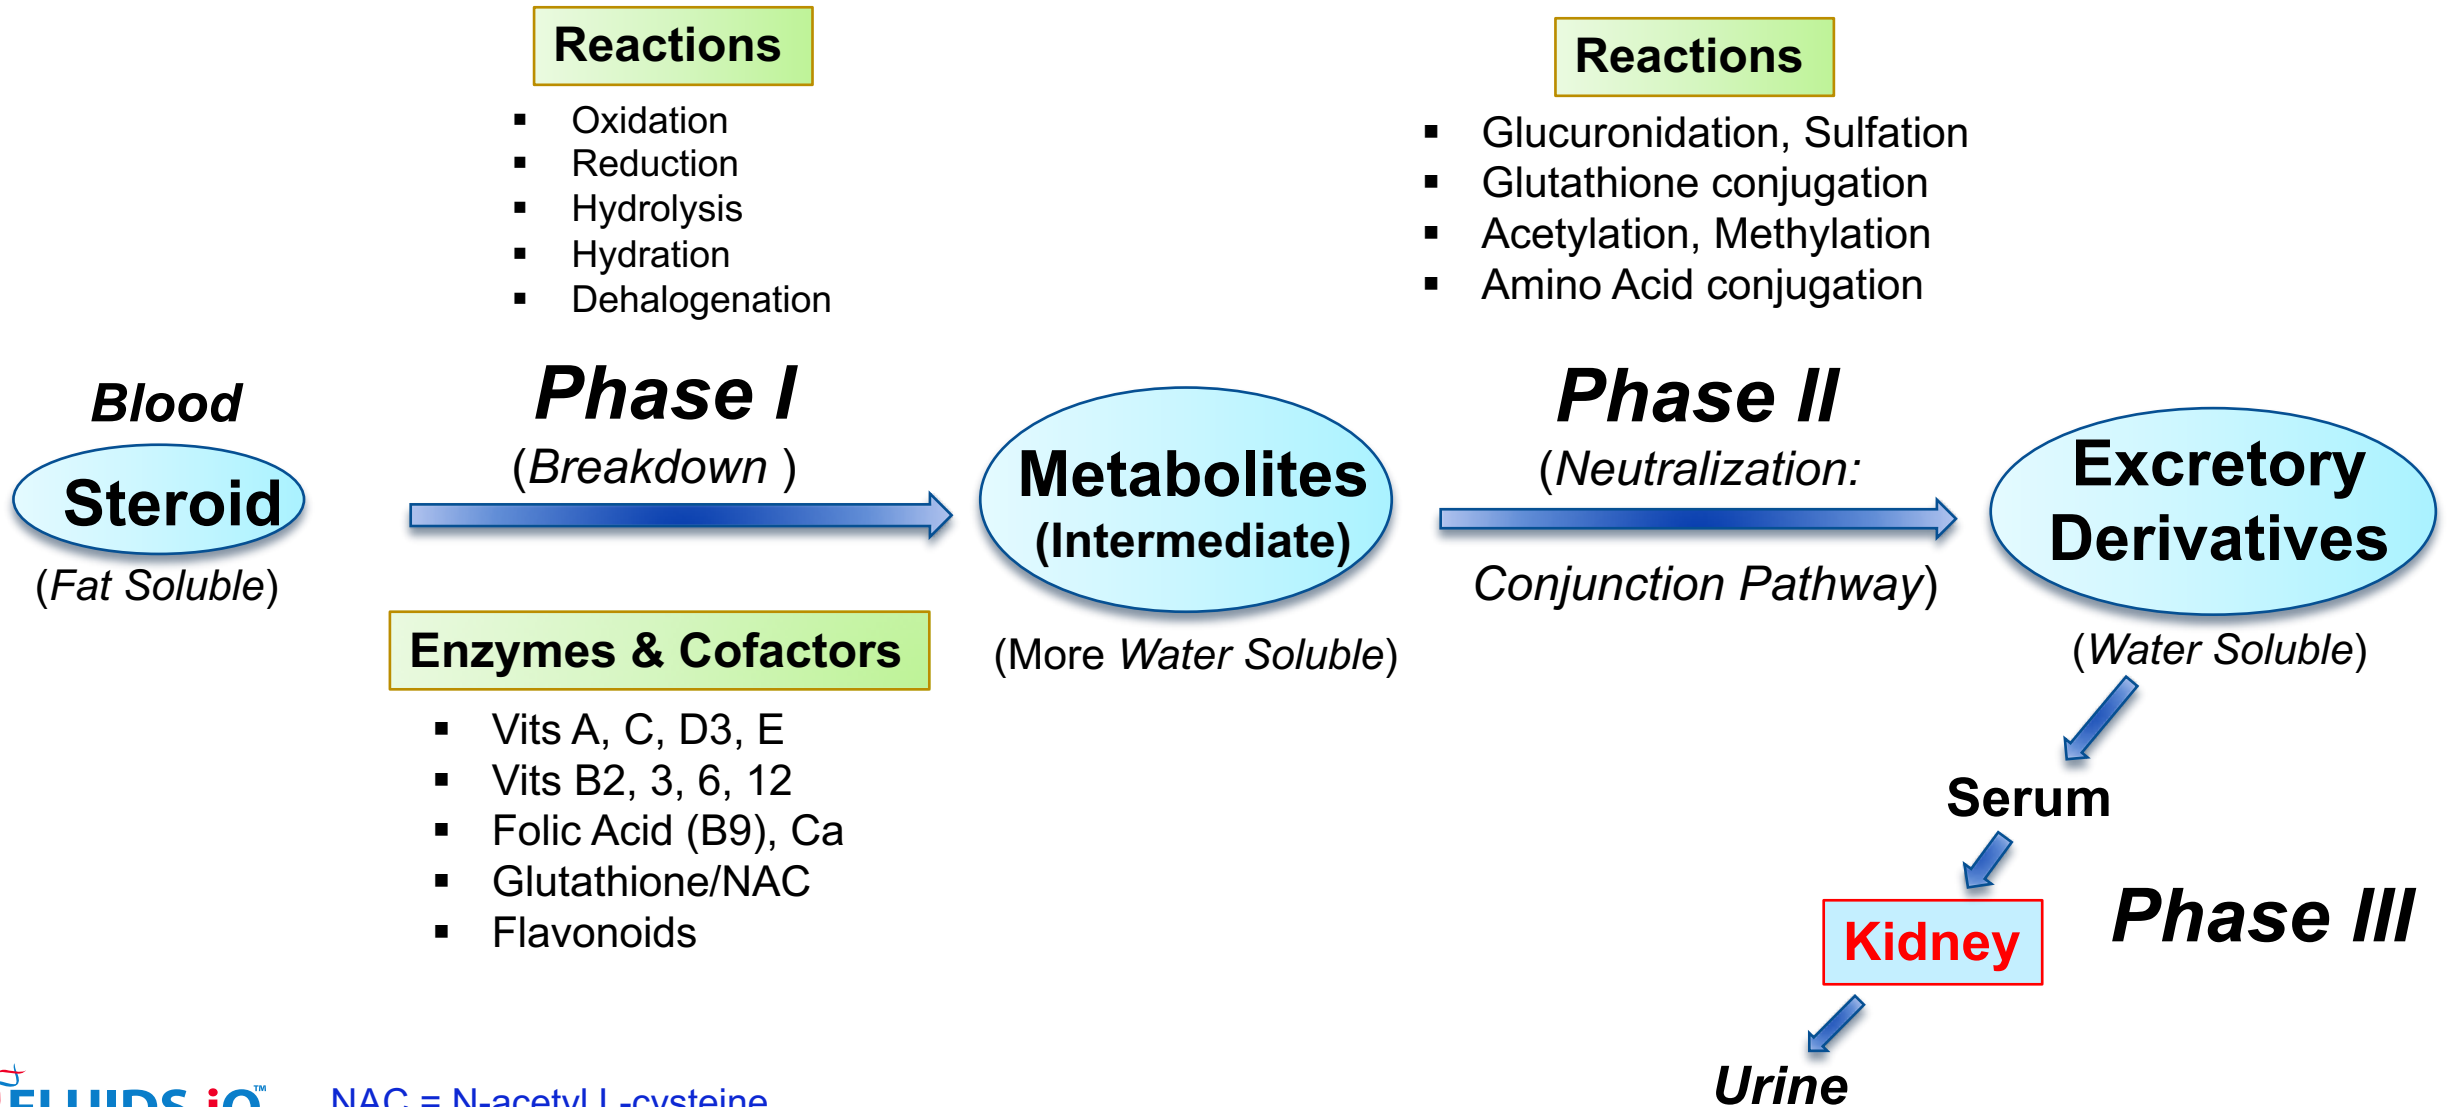 Reactions
Oxidation
Reduction
Hydrolysis
Hydration
Dehalogenation
Reactions
Glucuronidation, Sulfation
Glutathione conjugation
Acetylation, Methylation
Amino Acid conjugation
Blood
Steroid
(Fat Soluble)
Phase I
(Breakdown )
Enzymes & Cofactors
Vits A, C, D3, E
Vits B2, 3, 6, 12
Folic Acid (B9), Ca
Glutathione/NAC
Flavonoids
Metabolites
(Intermediate)
(More Water Soluble)
Phase II
(Neutralization:
Conjunction Pathway)
Excretory
Derivatives
(Water Soluble)
Serum
Kidney
Phase III
Urine
FLUIDS iQ™
NAC = N-acetyl L-cysteine